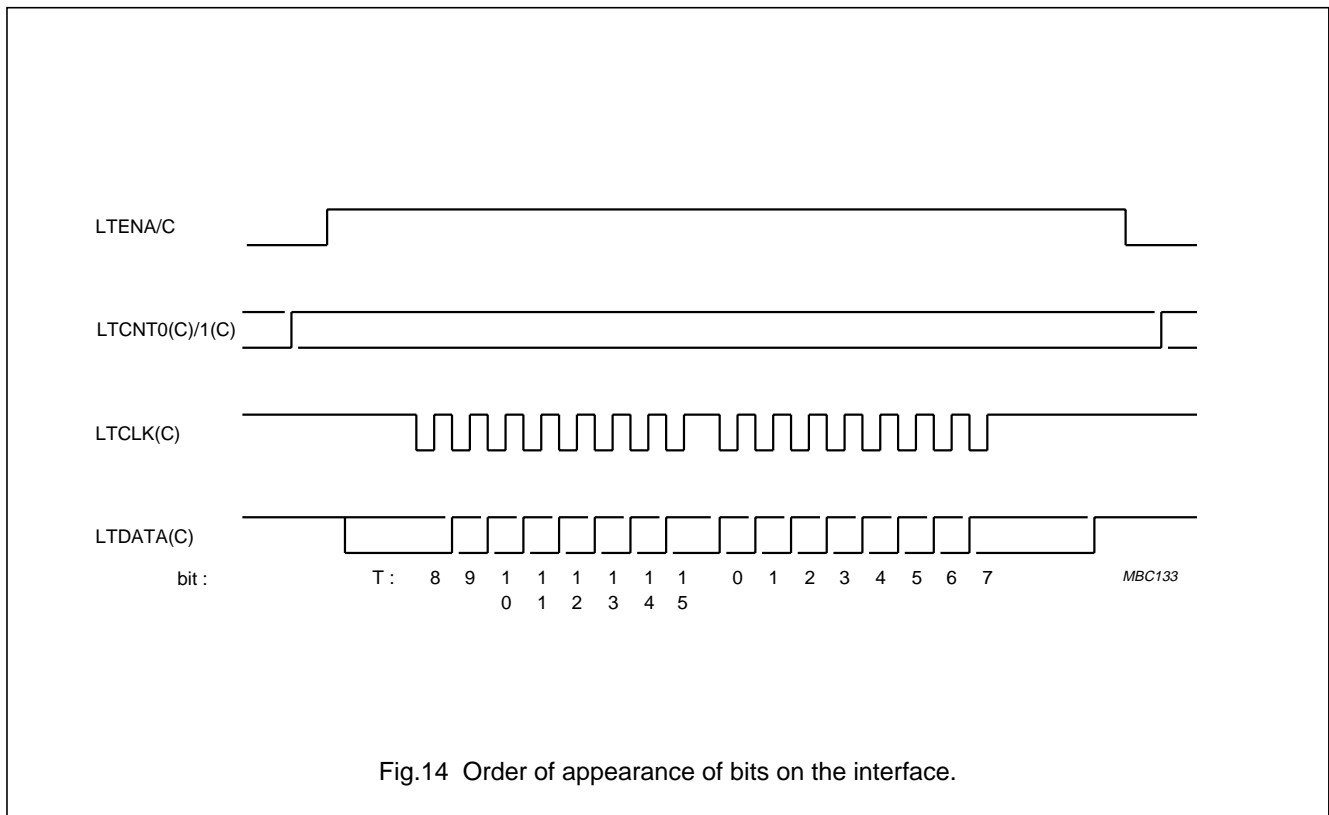 LTENA/C
LTCNT0(C)/1(C)
LTCLK(C)
LTDATA(C)
bit : T : 8 9 1 1 1 1 1 1 0 1 2 3 4 5 6 7 MBC133
0 1 2 3 4 5
Fig.14 Order of appearance of bits on the interface.